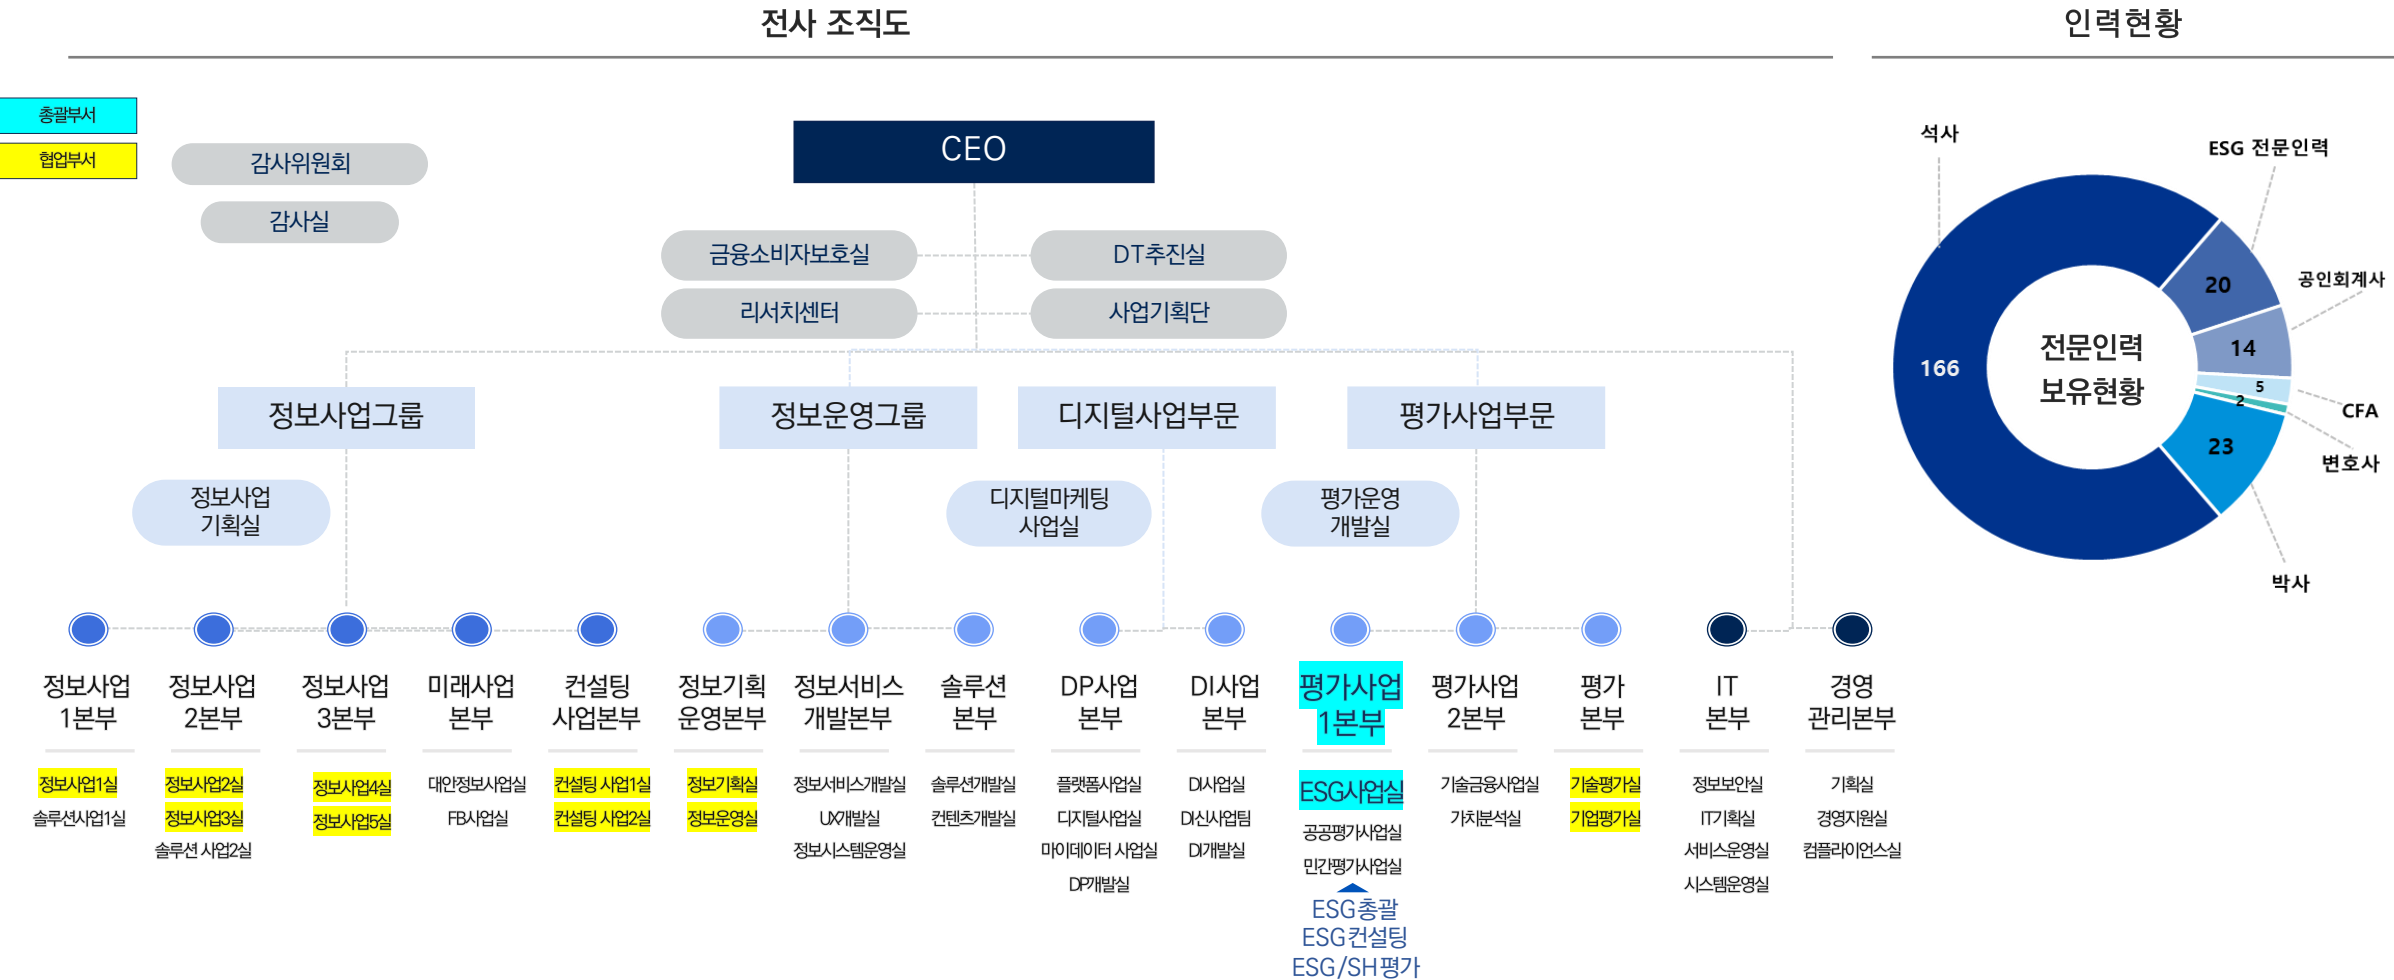 전사 조직도
인력현황
총괄부서
협업부서
감사위원회
감사실
CEO
금융소비자보호실
DT추진실
리서치센터
사업기획단
정보사업그룹
정보운영그룹
디지털사업부문
평가사업부문
정보사업
기획실
디지털마케팅
사업실
평가운영
개발실
정보사업
1본부
정보사업1실
솔루션사업1실
정보사업
2본부
정보사업2실
정보사업3실
솔루션 사업2실
정보사업
3본부
정보사업4실
정보사업5실
미래사업
본부
대안정보사업실
FB사업실
컨설팅
사업본부
컨설팅 사업1실
컨설팅 사업2실
정보기획
운영본부
정보기획실
정보운영실
정보서비스
개발본부
정보서비스개발실
UX개발실
정보시스템운영실
솔루션
본부
솔루션개발실
컨텐츠개발실
DP사업
본부
플랫폼사업실
디지털사업실
마이데이터 사업실
DP개발실
DI사업
본부
DI사업실
DI신사업팀
DI개발실
평가사업
1본부
ESG사업실
공공평가사업실
민간평가사업실
ESG총괄
ESG컨설팅
ESG/SH평가
평가사업
2본부
기술금융사업실
가치분석실
평가
본부
기술평가실
기업평가실
IT
본부
정보보안실
IT기획실
서비스운영실
시스템운영실
경영
관리본부
기획실
경영지원실
컴플라이언스실
석사
ESG 전문인력
공인회계사
CFA
변호사
박사
166
20
14
5
2
23
전문인력
보유현황